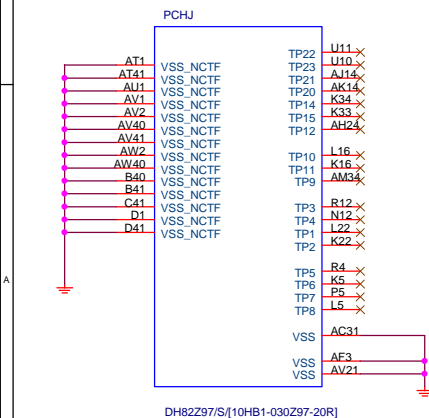 PCHJ
AT1 VSS_NCTF
AT41 VSS_NCTF
AU1 VSS_NCTF
AV1 VSS_NCTF
AV2 VSS_NCTF
AV40 VSS_NCTF
AV41 VSS_NCTF
AW2 VSS_NCTF
AW40 VSS_NCTF
B40 VSS_NCTF
B41 VSS_NCTF
C41 VSS_NCTF
D1 VSS_NCTF
D41 VSS_NCTF
TP22 U11
TP23 U10
TP21 AJ14
TP20 AK14
TP14 K34
TP15 K33
TP12 AH24
TP10 L16
TP11 K16
TP9 AM34
TP3 R12
TP4 N12
TP1 L22
TP2 K22
TP5 R4
TP6 K5
TP7 P5
TP8 L5
VSS AC31
VSS AF3
VSS AV21
A
DH82Z97/S/[10HB1-030Z97-20R]